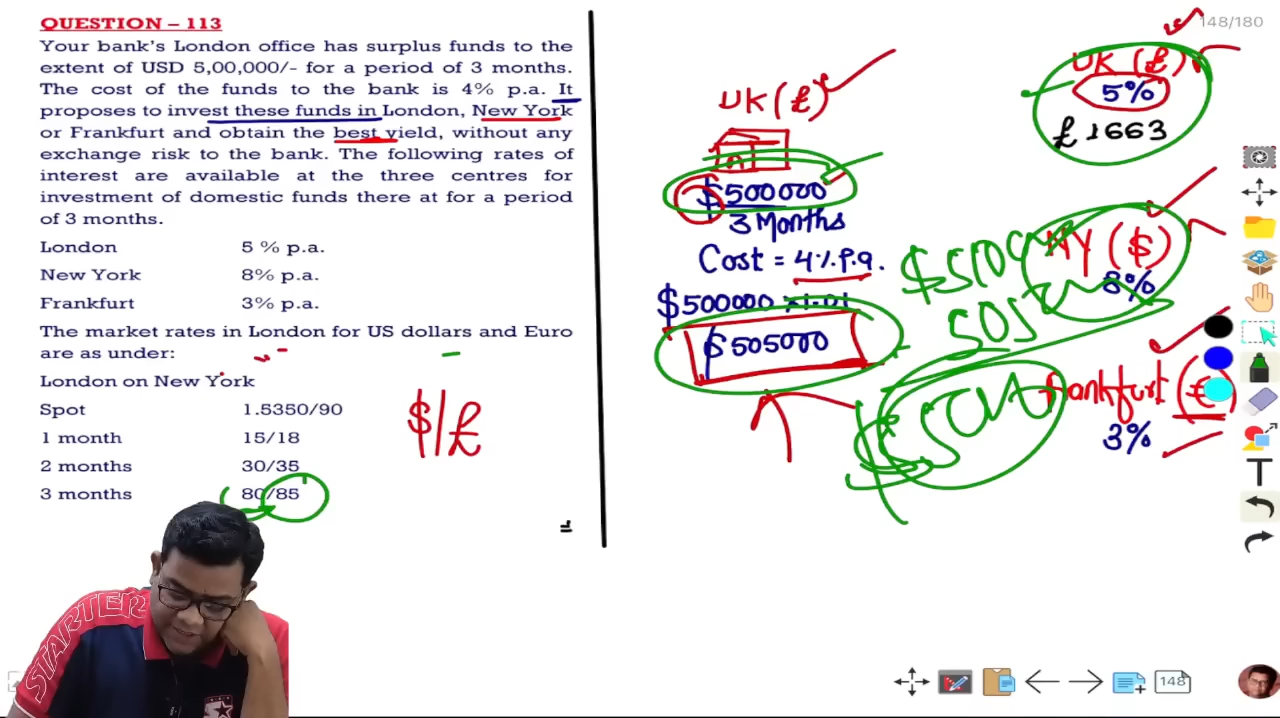 QUESTION – 113
Your bank's London office has surplus funds to the
extent of USD 5,00,000/- for a period of 3 months.
The cost of the funds to the bank is 4% p.a. It
proposes to invest these funds in London, New York
or Frankfurt and obtain the best yield, without any
exchange risk to the bank. The following rates of
interest are available at the three centres for
investment of domestic funds there at for a period
of 3 months.
London 5 % p.a.
New York 8% p.a.
Frankfurt 3% p.a.
The market rates in London for US dollars and Euro
are as under:
London on New York
Spot 1.5350/90
1 month 15/18
2 months 30/35
3 months 80/85
$/£
=
STARTER
UK (£)
$500000
3 Months
Cost = 4%.P.a.
$500000 x1.01
$505000
148/180
UK (£)
5%
£1663
NY ($)
8%
505
Frankfurt (€)
3%
T
148